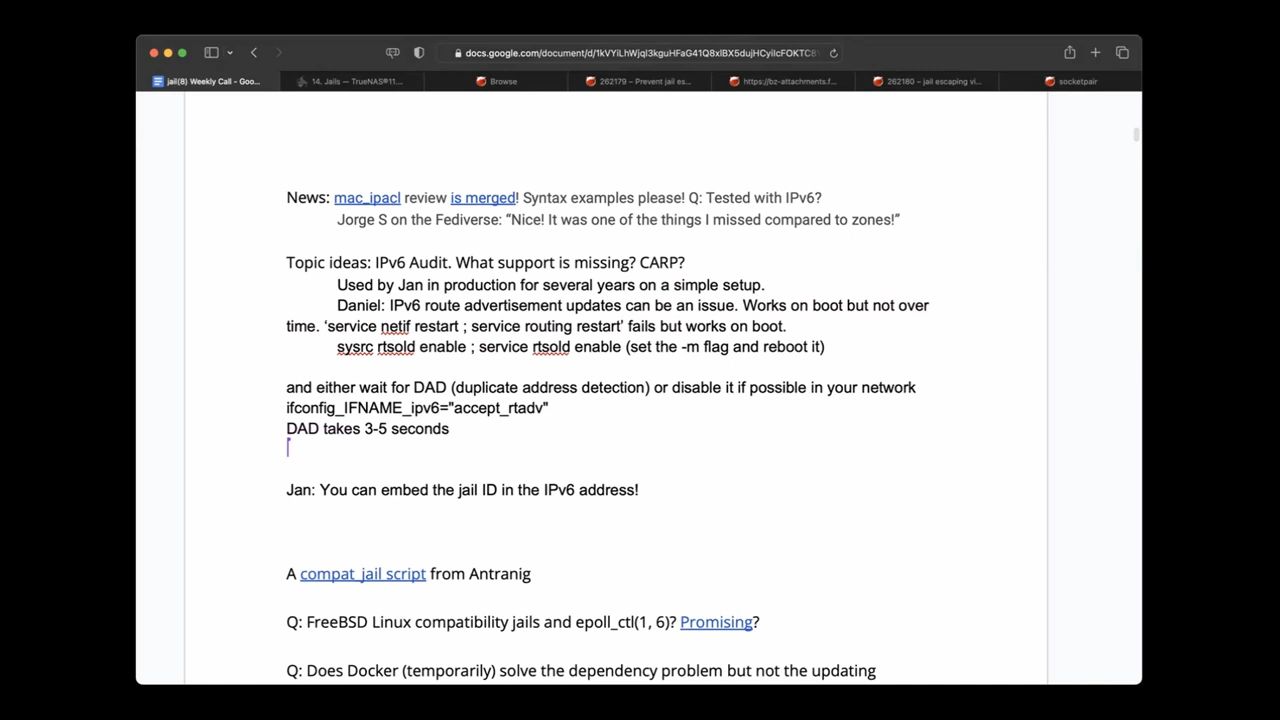 docs.google.com/document/d/1kVYiLhWjql3kguHFaG41Q8xlBX5dujHCyilcFOKTCB
jail(8) Weekly Call - Goo...
14. Jails — TrueNAS®11...
Browse
262179 – Prevent jail es...
https://bz-attachments.f...
262180 – jail escaping vi...
socketpair
News: mac_ipacl review is merged! Syntax examples please! Q: Tested with IPv6?
Jorge S on the Fediverse: “Nice! It was one of the things I missed compared to zones!”
Topic ideas: IPv6 Audit. What support is missing? CARP?
Used by Jan in production for several years on a simple setup.
Daniel: IPv6 route advertisement updates can be an issue. Works on boot but not over
time. ‘service netif restart ; service routing restart’ fails but works on boot.
sysrc rtsold enable ; service rtsold enable (set the -m flag and reboot it)
and either wait for DAD (duplicate address detection) or disable it if possible in your network
ifconfig_IFNAME_ipv6="accept_rtadv"
DAD takes 3-5 seconds
Jan: You can embed the jail ID in the IPv6 address!
A compat_jail script from Antranig
Q: FreeBSD Linux compatibility jails and epoll_ctl(1, 6)? Promising?
Q: Does Docker (temporarily) solve the dependency problem but not the updating